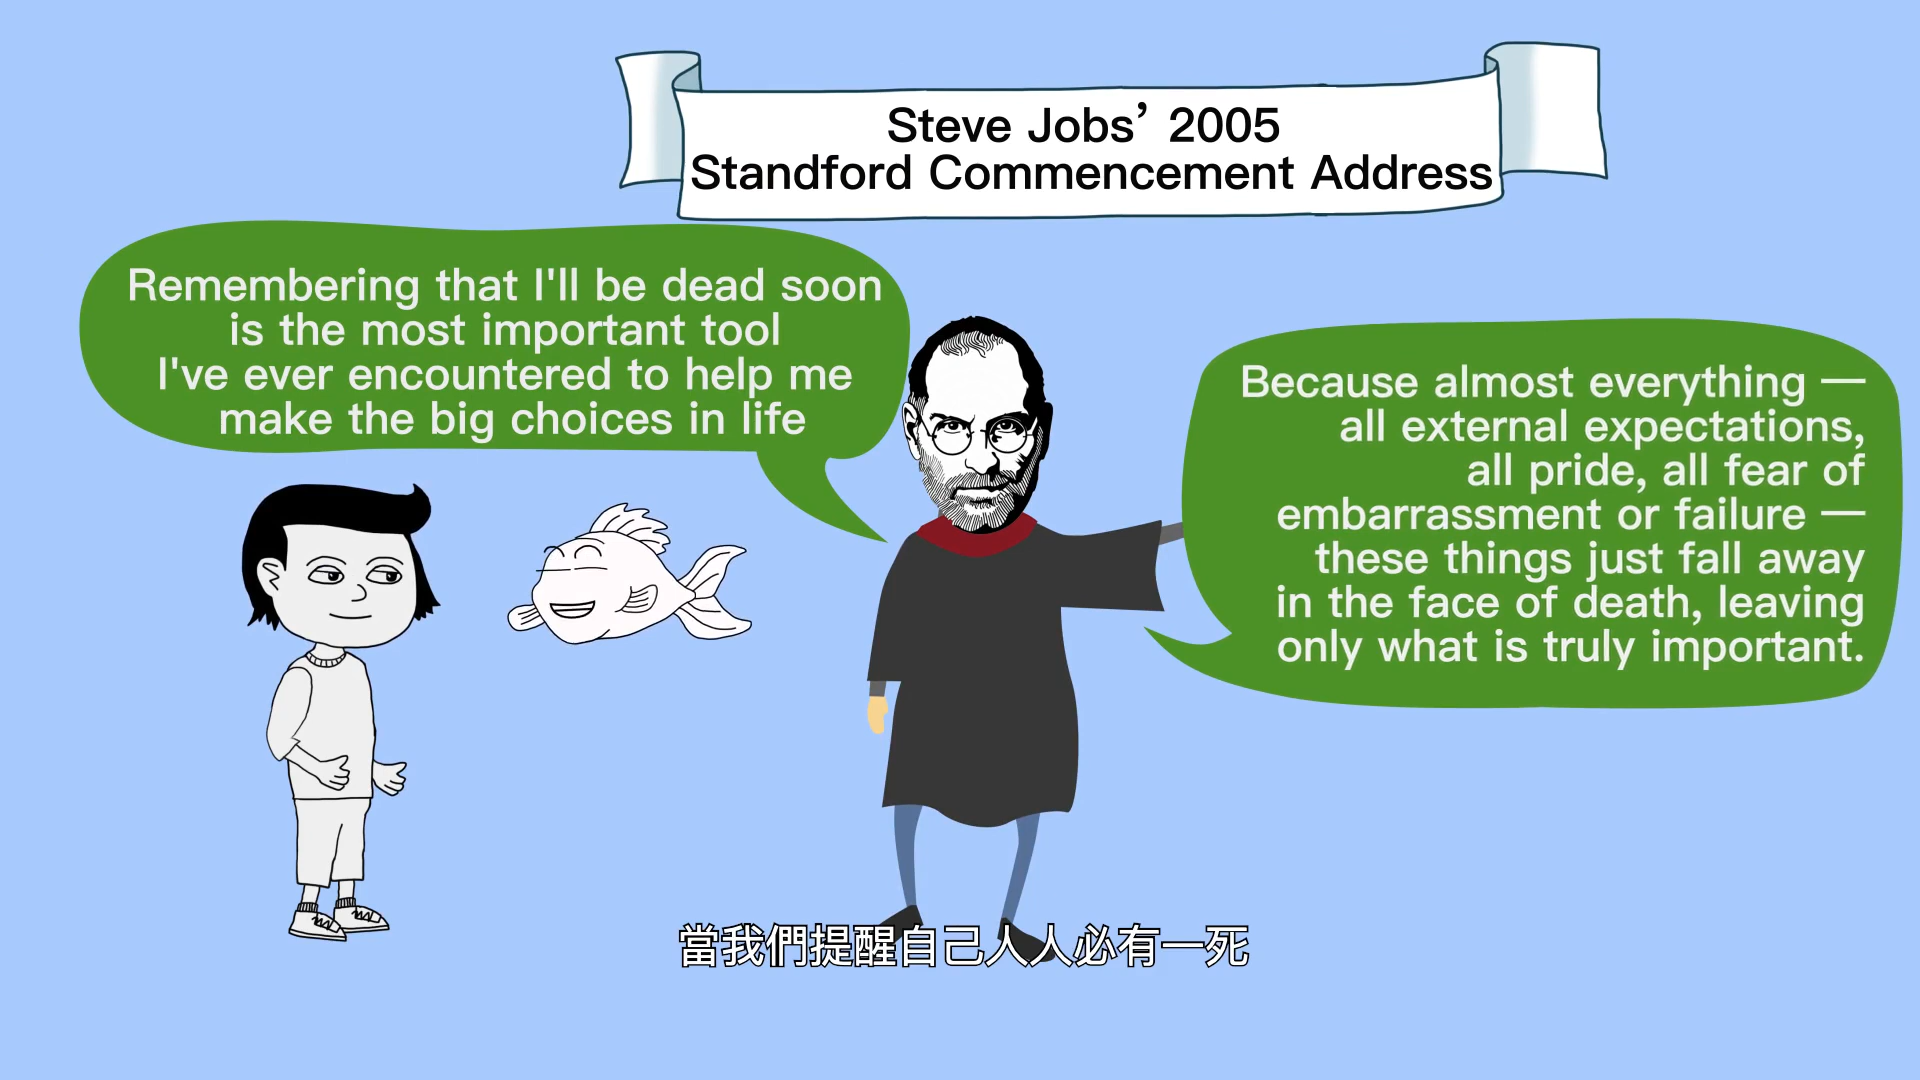 Steve Jobs’ 2005
Standford Commencement Address
Remembering that I'll be dead soon
is the most important tool
I've ever encountered to help me
make the big choices in life
Because almost everything —
all external expectations,
all pride, all fear of
embarrassment or failure —
these things just fall away
in the face of death, leaving
only what is truly important.
當我們提醒自己人人必有一死